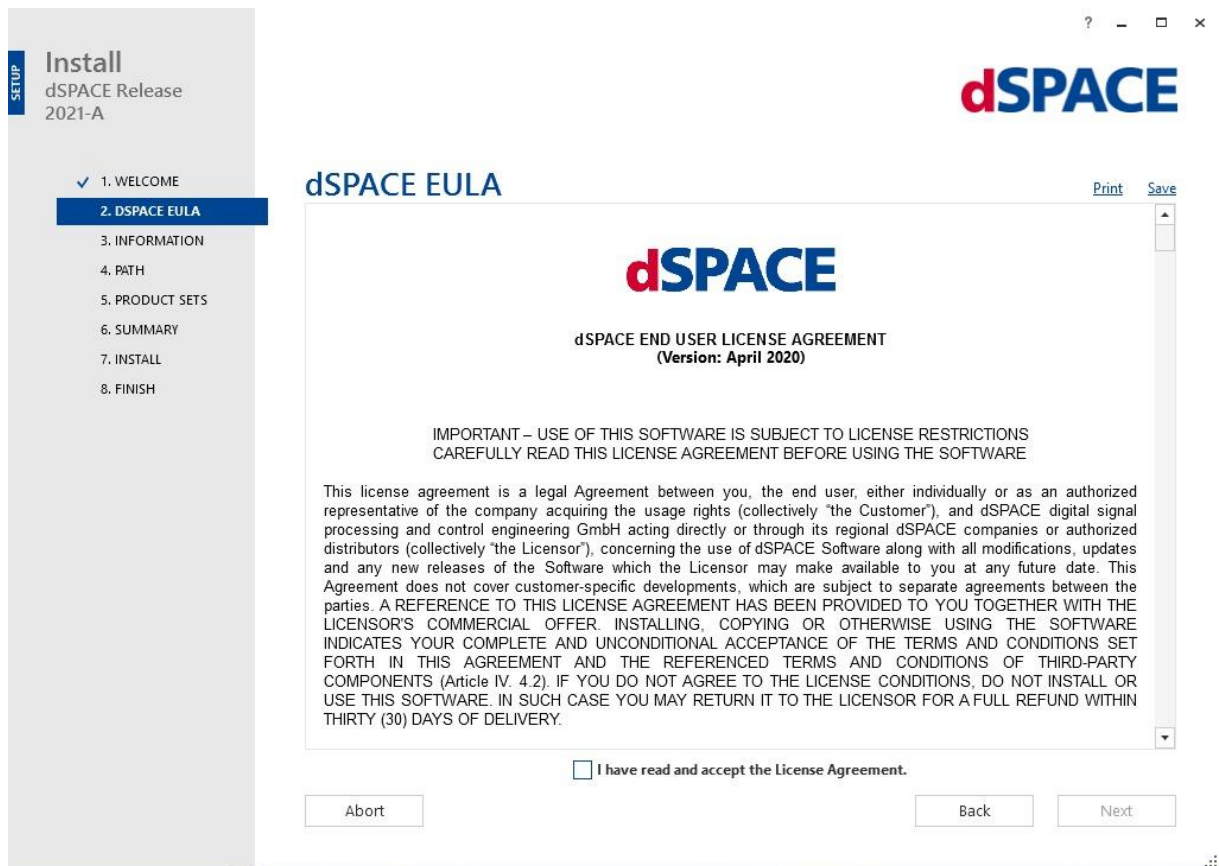 ?
SETUP
Install
dSPACE Release
2021-A
dSPACE
1. WELCOME
2. DSPACE EULA
3. INFORMATION
4. PATH
5. PRODUCT SETS
6. SUMMARY
7. INSTALL
8. FINISH
dSPACE EULA
Print Save
dSPACE
dSPACE END USER LICENSE AGREEMENT
(Version: April 2020)
IMPORTANT – USE OF THIS SOFTWARE IS SUBJECT TO LICENSE RESTRICTIONS
CAREFULLY READ THIS LICENSE AGREEMENT BEFORE USING THE SOFTWARE
This license agreement is a legal Agreement between you, the end user, either individually or as an authorized
representative of the company acquiring the usage rights (collectively “the Customer”), and dSPACE digital signal
processing and control engineering GmbH acting directly or through its regional dSPACE companies or authorized
distributors (collectively “the Licensor”), concerning the use of dSPACE Software along with all modifications, updates
and any new releases of the Software which the Licensor may make available to you at any future date. This
Agreement does not cover customer-specific developments, which are subject to separate agreements between the
parties. A REFERENCE TO THIS LICENSE AGREEMENT HAS BEEN PROVIDED TO YOU TOGETHER WITH THE
LICENSOR'S COMMERCIAL OFFER. INSTALLING, COPYING OR OTHERWISE USING THE SOFTWARE
INDICATES YOUR COMPLETE AND UNCONDITIONAL ACCEPTANCE OF THE TERMS AND CONDITIONS SET
FORTH IN THIS AGREEMENT AND THE REFERENCED TERMS AND CONDITIONS OF THIRD-PARTY
COMPONENTS (Article IV. 4.2). IF YOU DO NOT AGREE TO THE LICENSE CONDITIONS, DO NOT INSTALL OR
USE THIS SOFTWARE. IN SUCH CASE YOU MAY RETURN IT TO THE LICENSOR FOR A FULL REFUND WITHIN
THIRTY (30) DAYS OF DELIVERY.
I have read and accept the License Agreement.
Abort Back Next